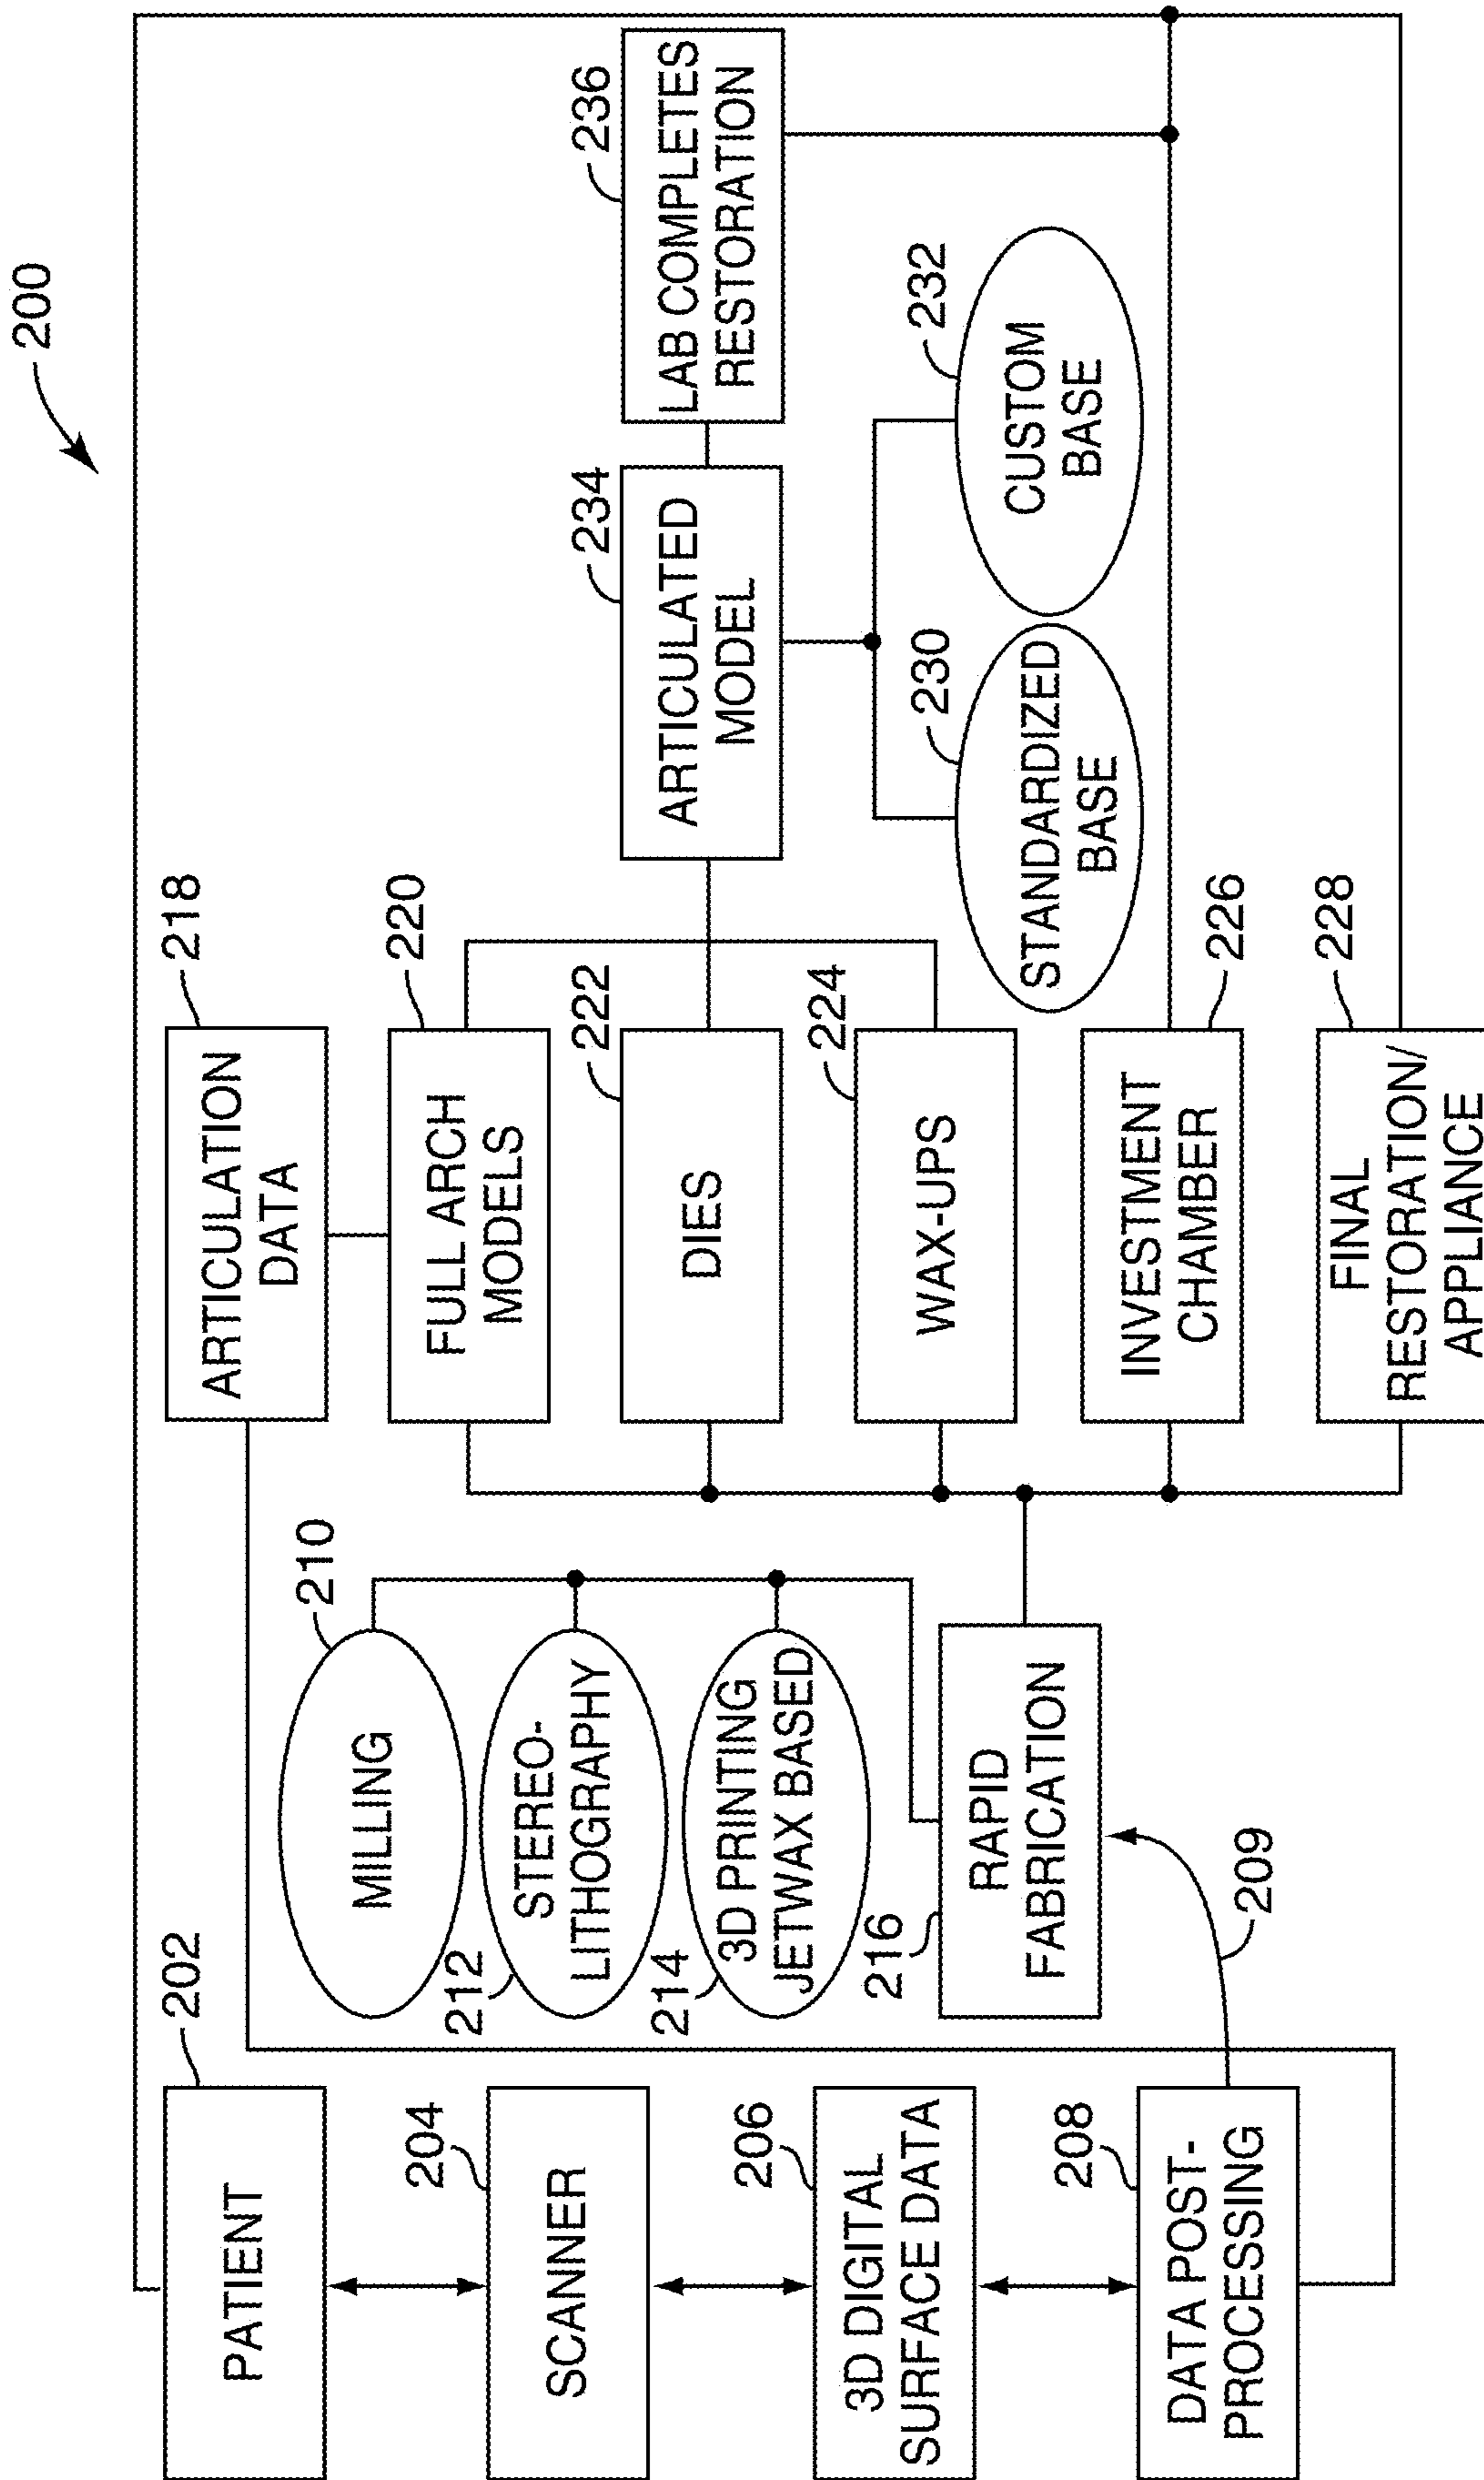 200
202
PATIENT
204
SCANNER
206
3D DIGITAL
SURFACE DATA
208
DATA POST-
PROCESSING
209
210
MILLING
212
STEREO-
LITHOGRAPHY
214
3D PRINTING
JETWAX BASED
216
RAPID
FABRICATION
218
ARTICULATION
DATA
220
FULL ARCH
MODELS
222
DIES
224
WAX-UPS
226
INVESTMENT
CHAMBER
228
FINAL
RESTORATION/
APPLIANCE
234
ARTICULATED
MODEL
230
STANDARDIZED
BASE
232
CUSTOM
BASE
236
LAB COMPLETES
RESTORATION